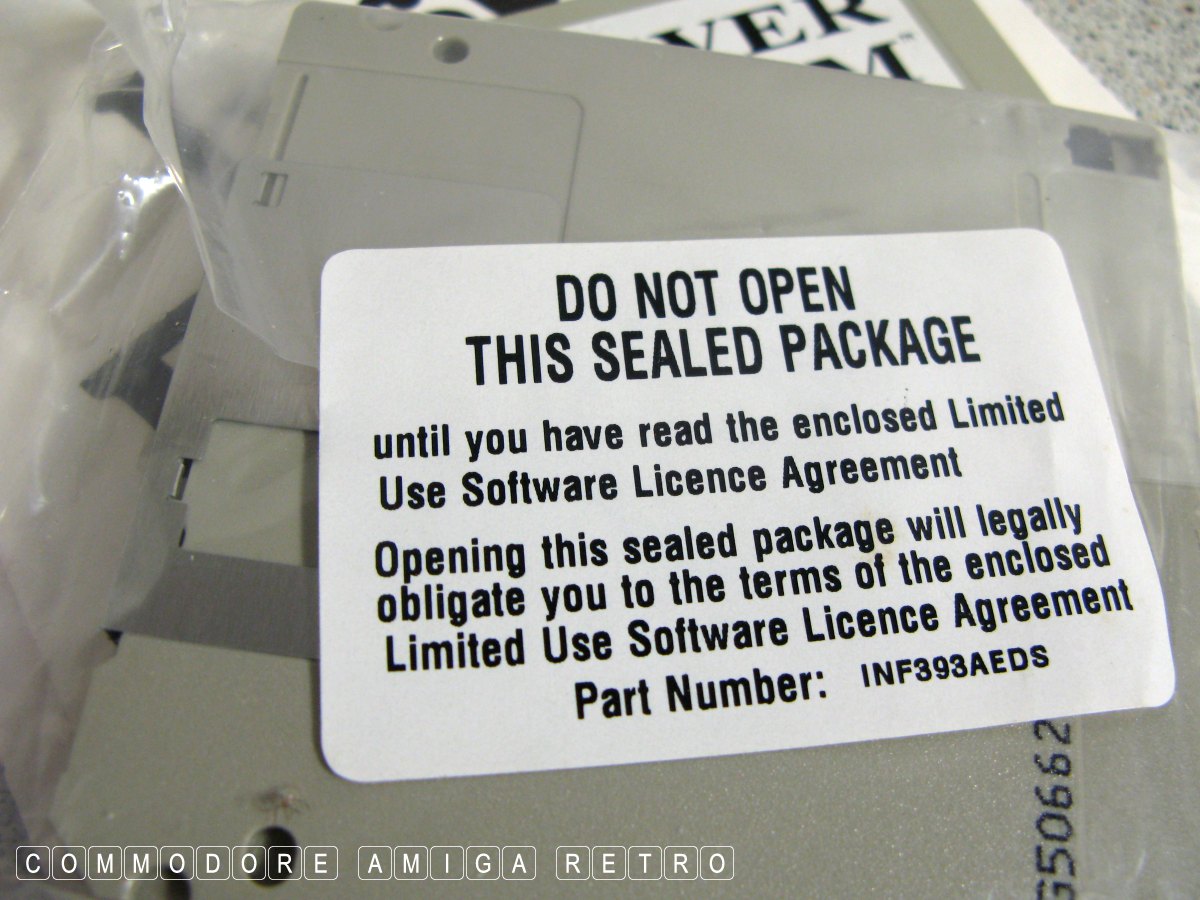 VER
DO NOT OPEN
THIS SEALED PACKAGE
until you have read the enclosed Limited
Use Software Licence Agreement
Opening this sealed package will legally
obligate you to the terms of the enclosed
Limited Use Software Licence Agreement
Part Number: INF393AEDS
G50662
COMMODORE AMIGA RETRO